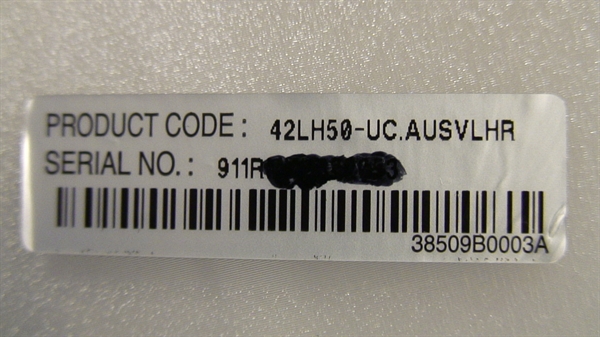 PRODUCT CODE : 42LH50-UC.AUSVLHR
SERIAL NO. : 911R
38509B0003A